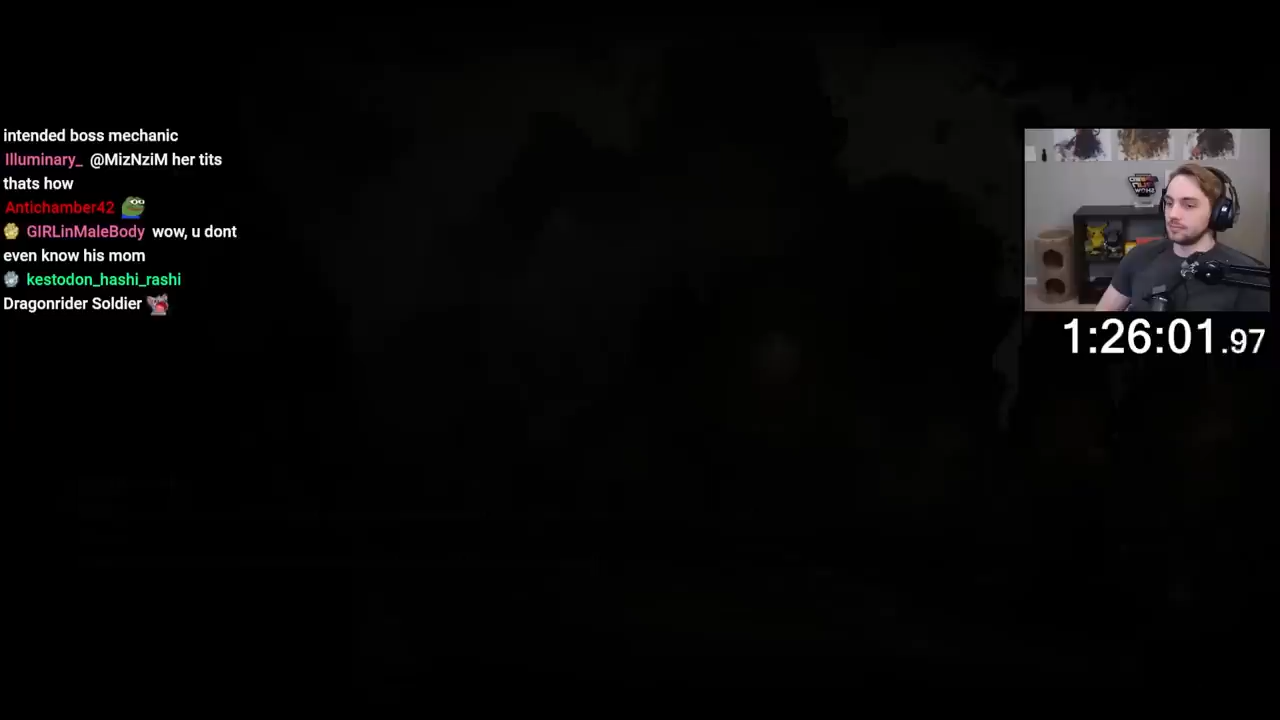 intended boss mechanic
Illuminary_ @MizNziM her tits
thats how
Antichamber42
GIRLinMaleBody wow, u dont
even know his mom
kestodon_hashi_rashi
Dragonrider Soldier
1:26:01.97